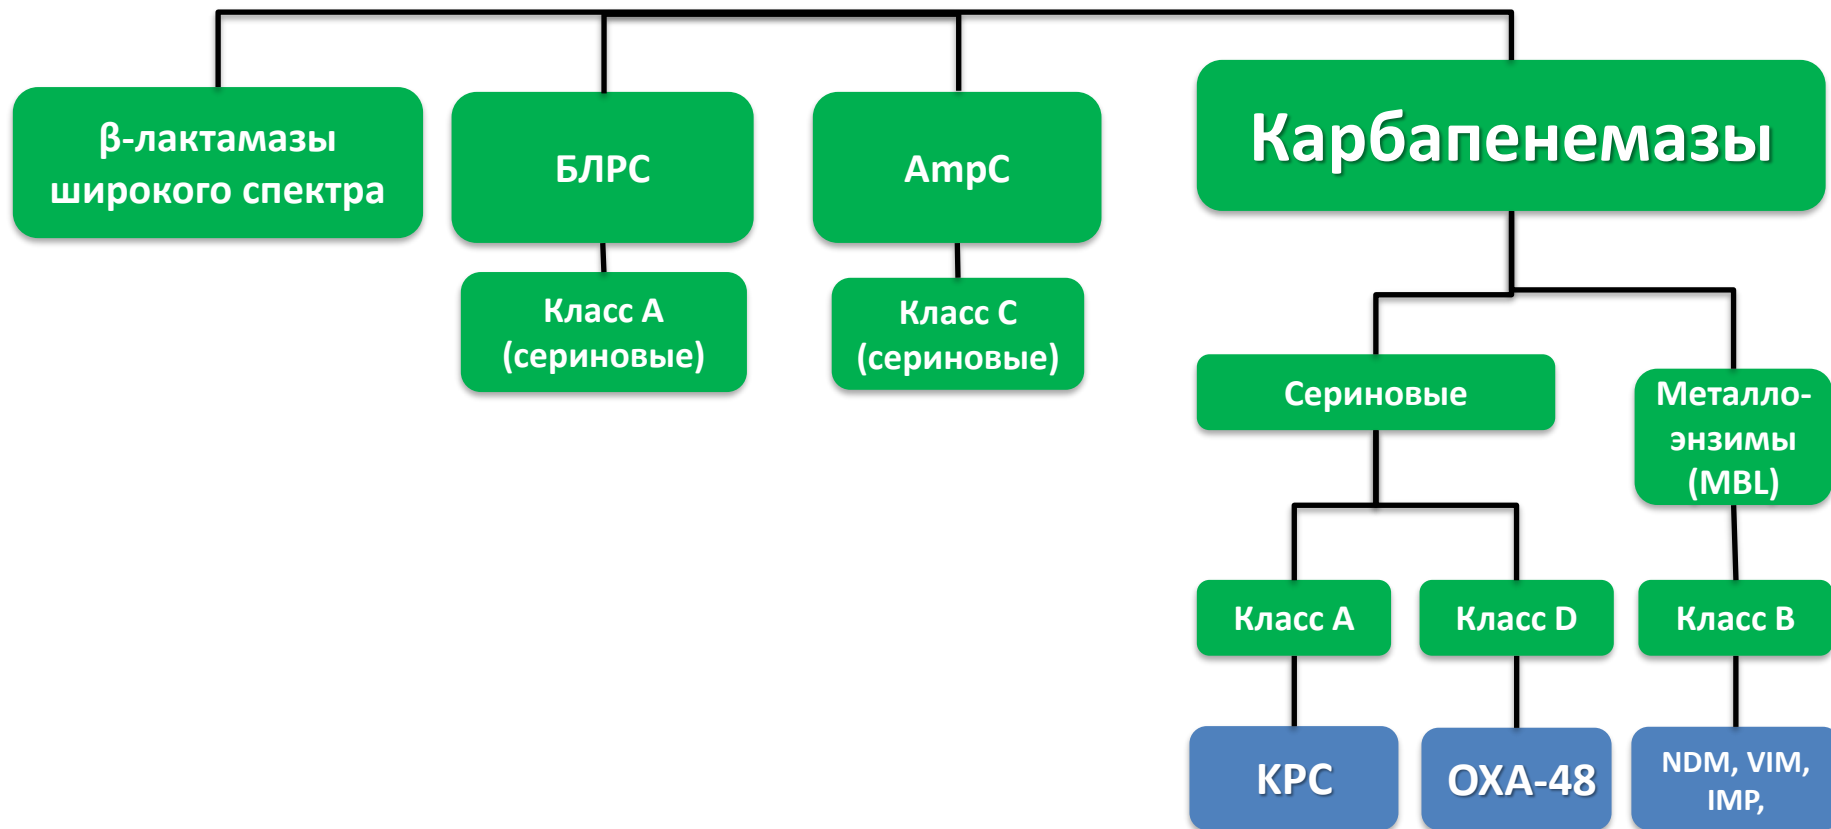 β-лактамазы
широкого спектра
БЛРС
AmpC
Карбапенемазы
Класс А
(сериновые)
Класс С
(сериновые)
Сериновые
Металло-
энзимы
(MBL)
Класс А
Класс D
Класс В
KPC
OXA-48
NDM, VIM,
IMP,